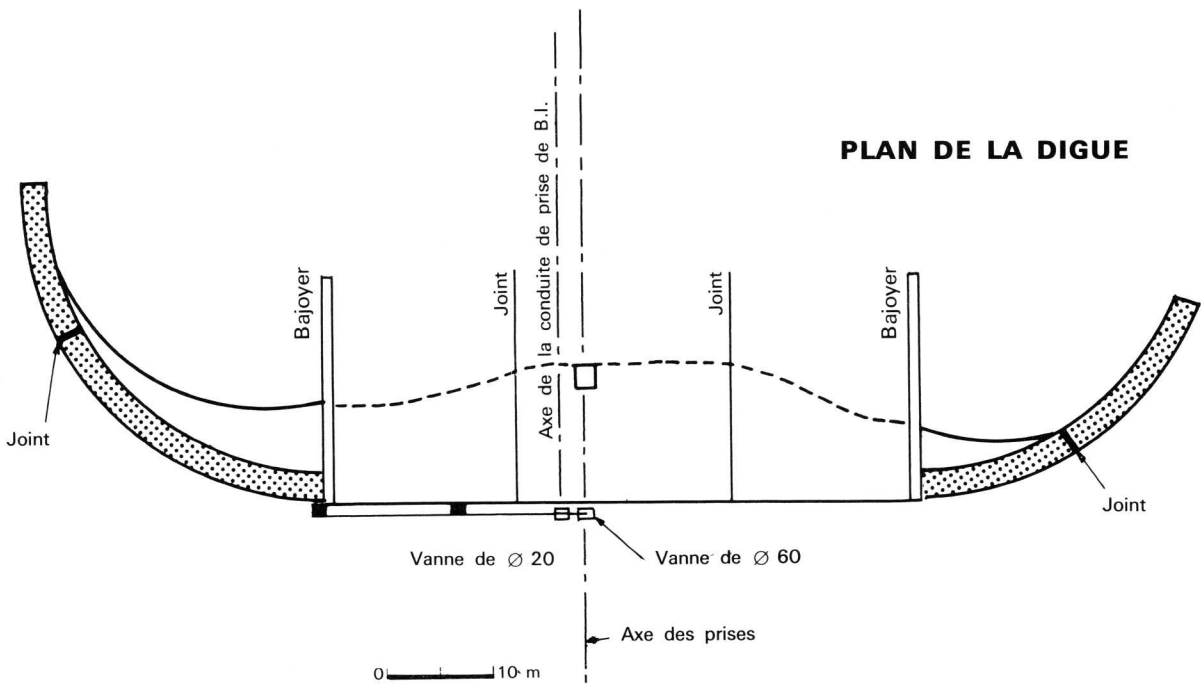 PLAN DE LA DIGUE
Axe de la conduite de prise de B.I.
Bajoyer
Joint
Joint
Bajoyer
Joint
Joint
Vanne de ∅ 20
Vanne de ∅ 60
Axe des prises
0 10 m